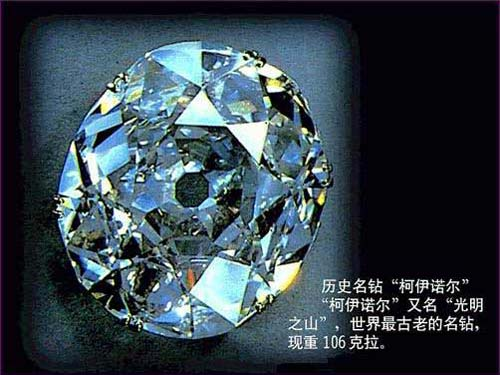 历史名钻“柯伊诺尔”
“柯伊诺尔”又名“光明
之山”，世界最古老的名钻，
现重 106 克拉。